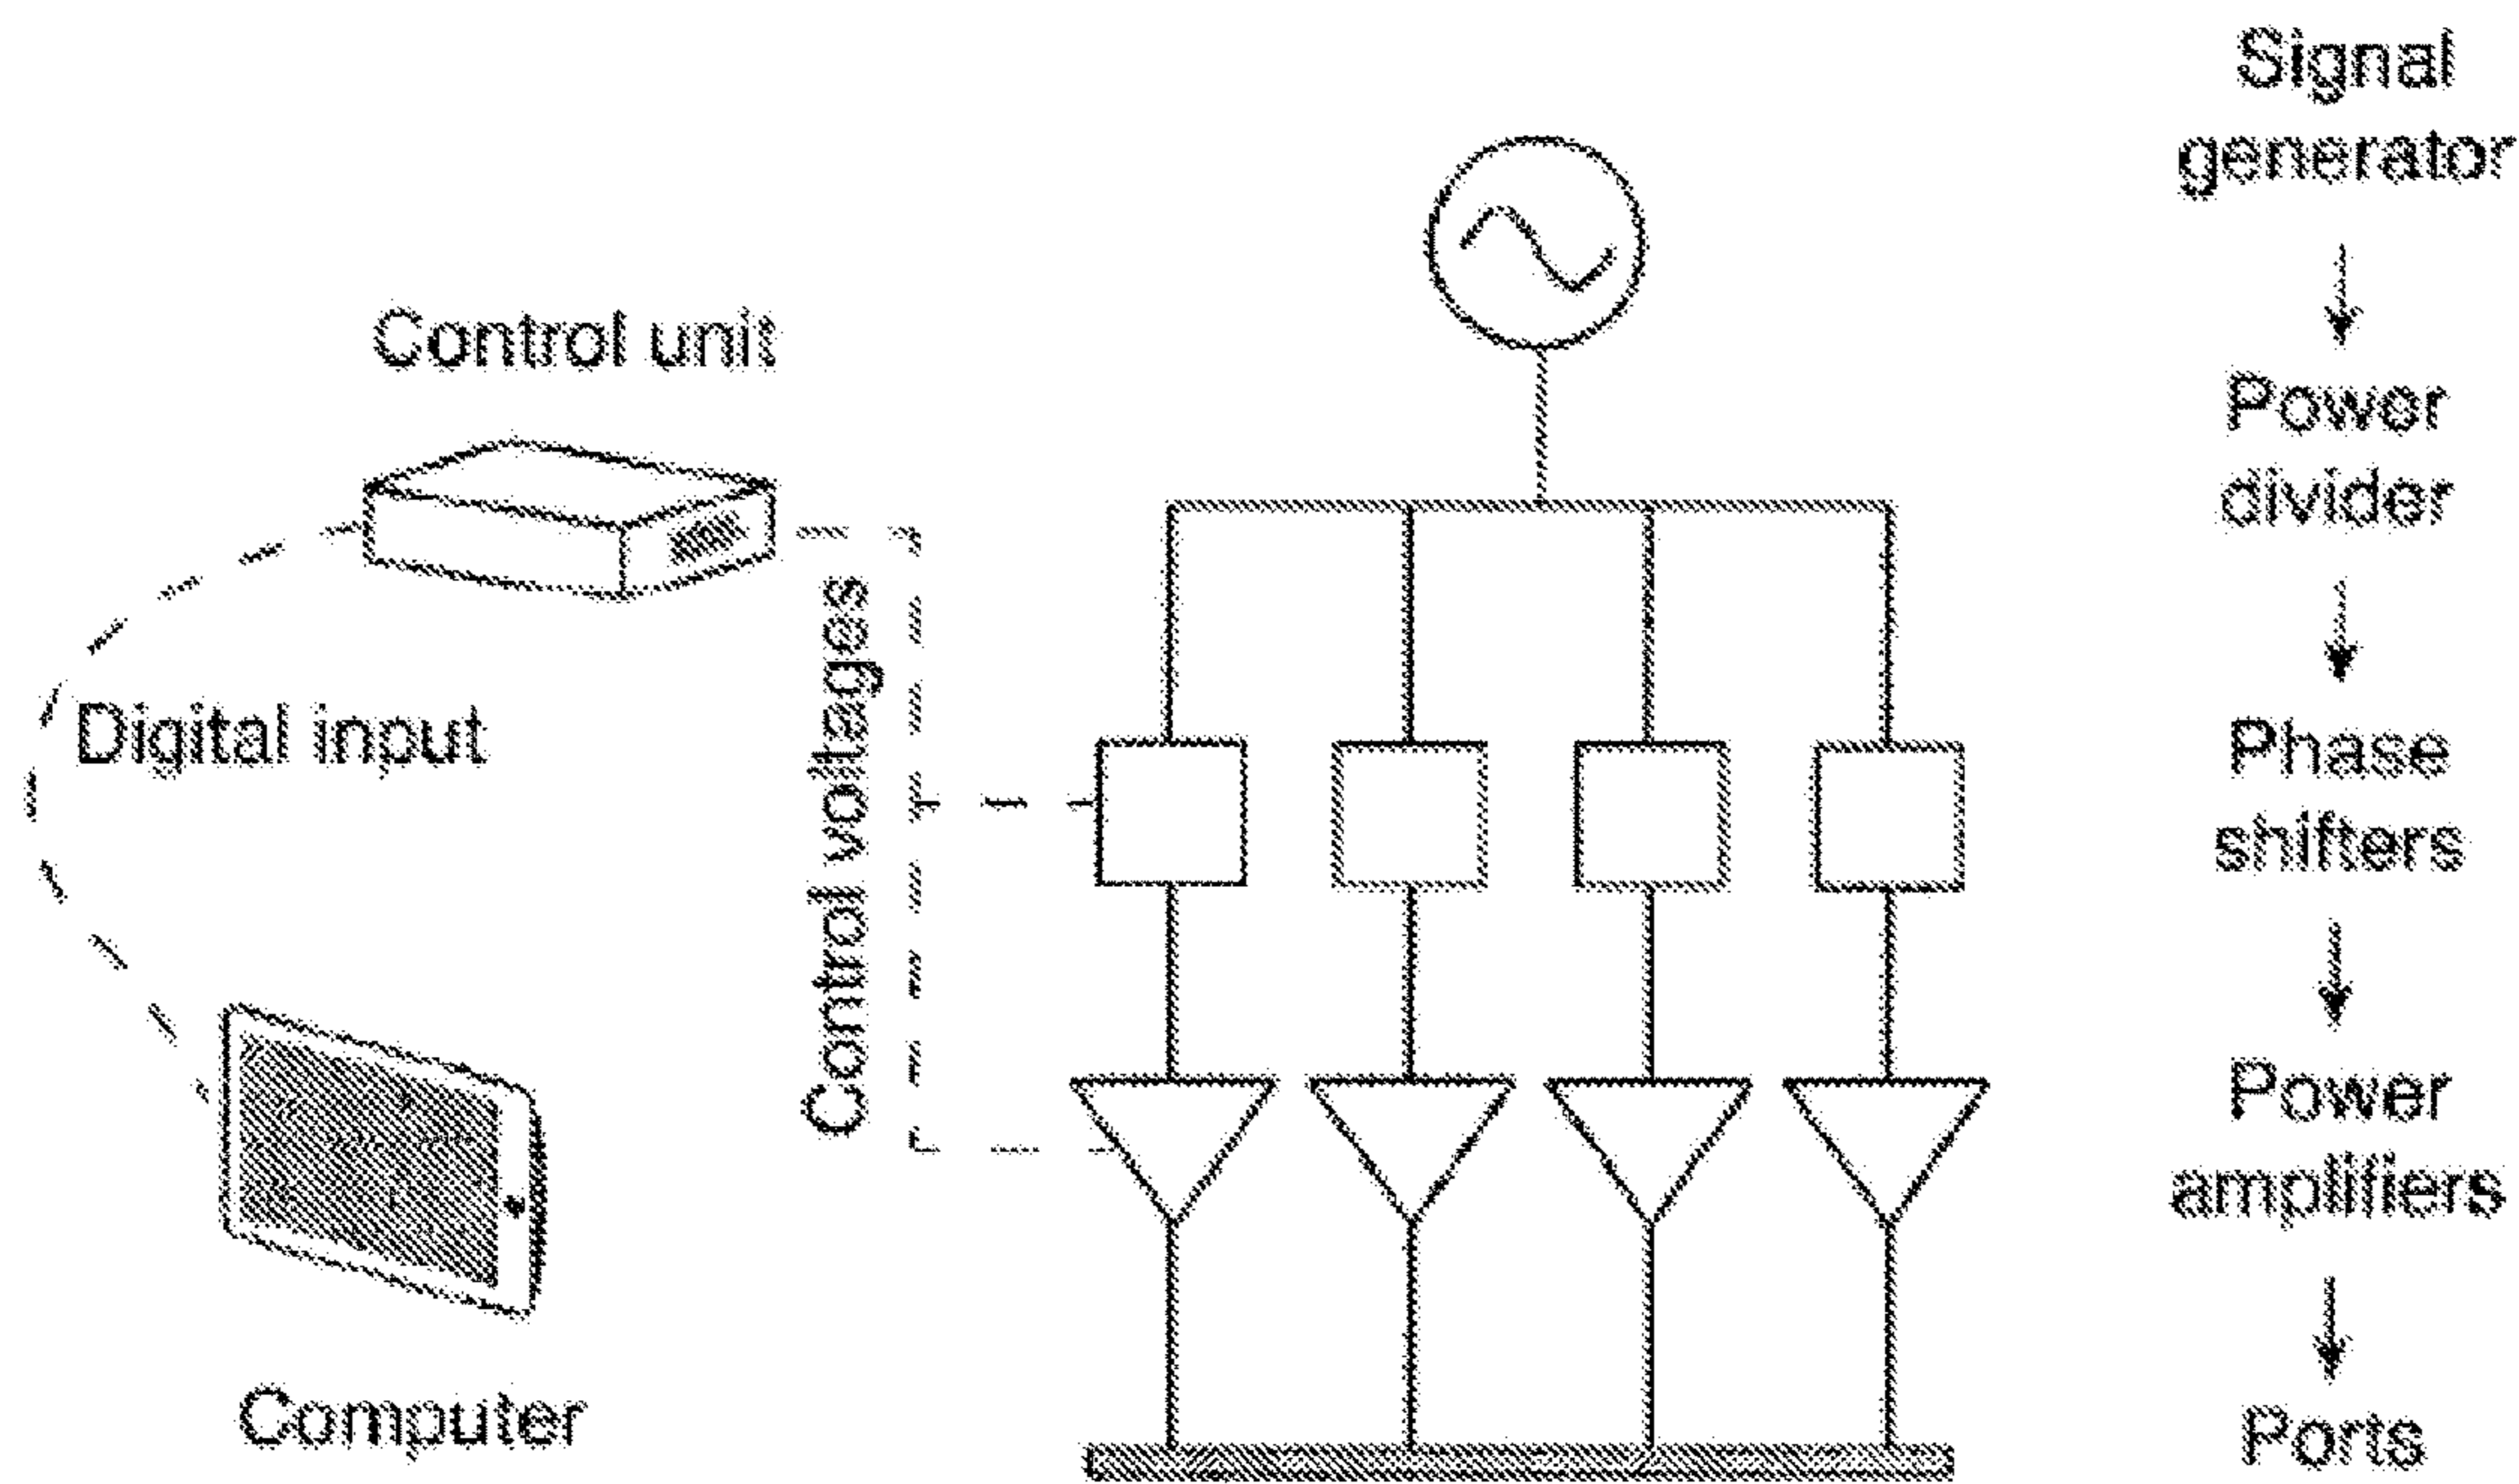 Control unit
Digital input
Computer
Control voltages
Signal
generator
Power
divider
Phase
shifters
Power
amplifiers
Ports